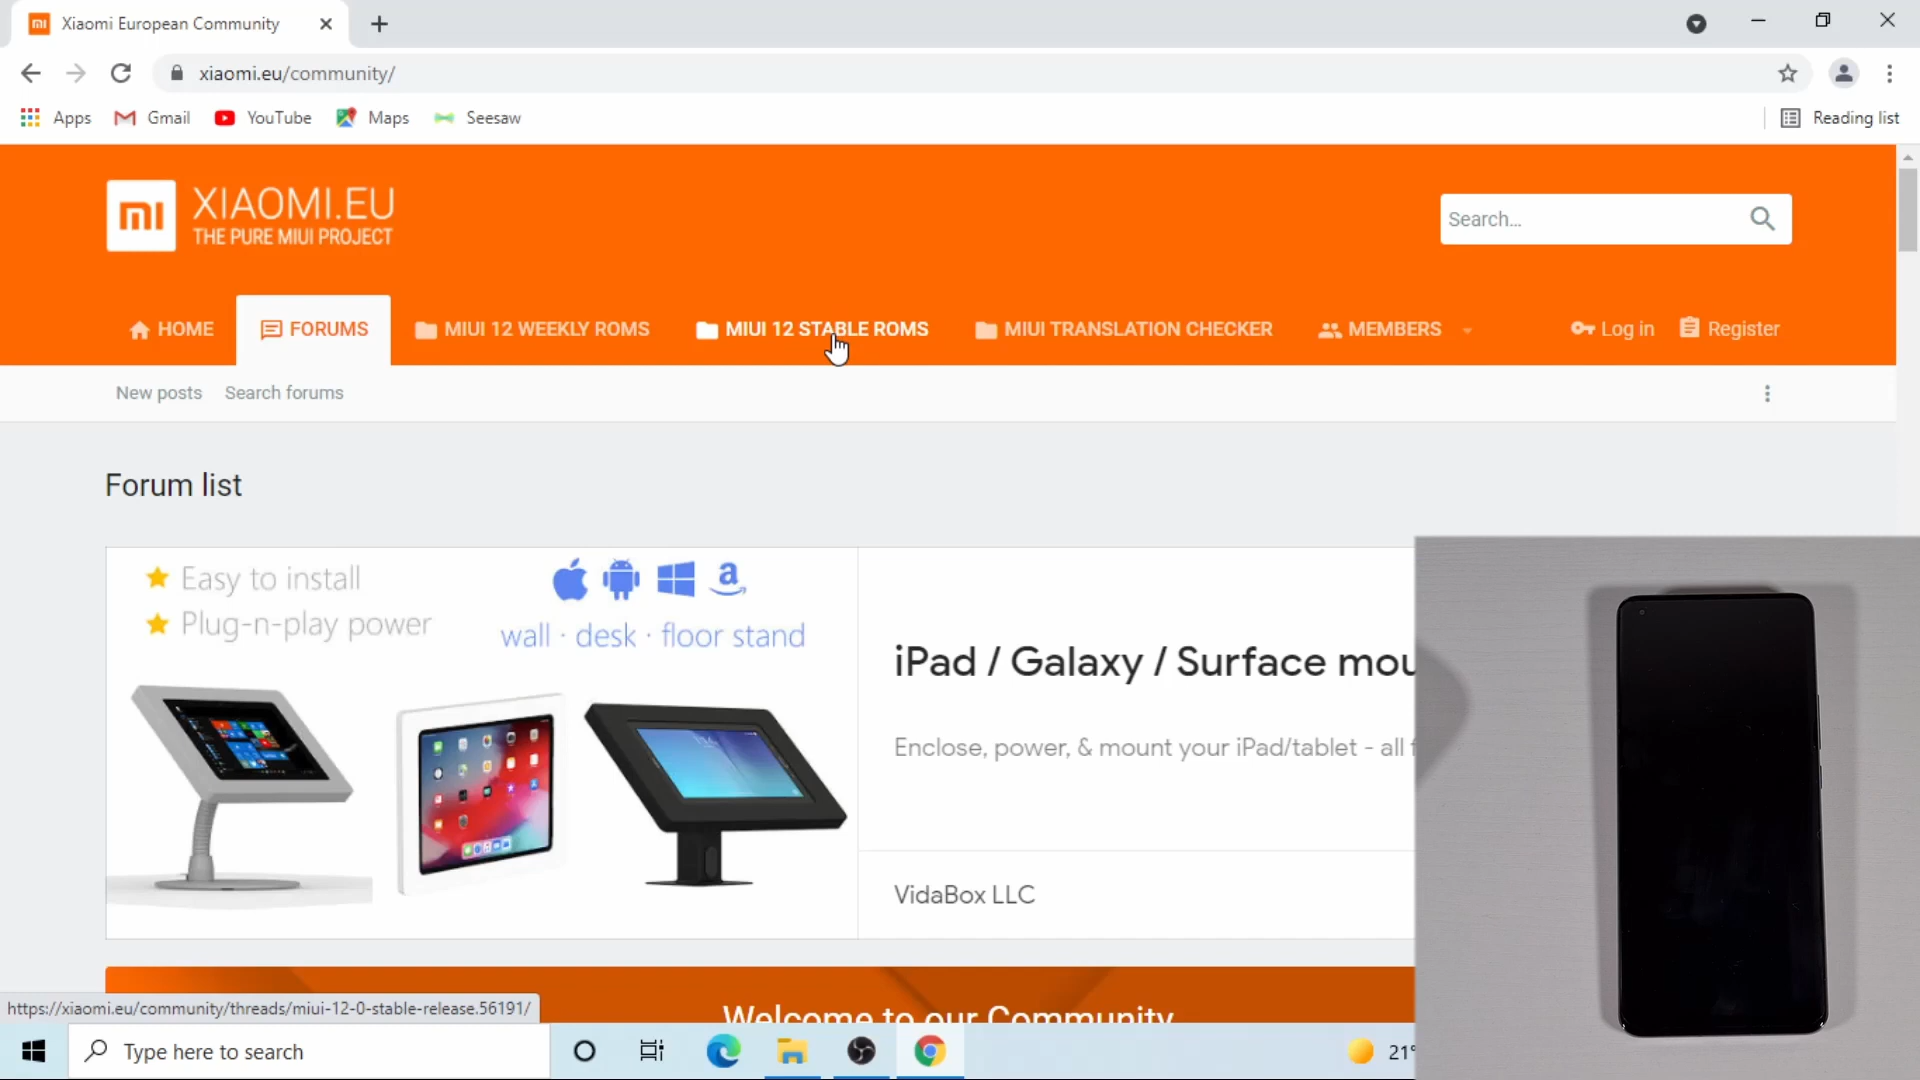 Xiaomi European Community
xiaomi.eu/community/
Apps
Gmail
YouTube
Maps
Seesaw
Reading list
mi
XIAOMI.EU
THE PURE MIUI PROJECT
Search...
HOME
FORUMS
MIUI 12 WEEKLY ROMS
MIUI 12 STABLE ROMS
MIUI TRANSLATION CHECKER
MEMBERS
Log in
Register
New posts
Search forums
Forum list
Easy to install
Plug-n-play power
wall · desk · floor stand
iPad / Galaxy / Surface mou
Enclose, power, & mount your iPad/tablet - all f
VidaBox LLC
Welcome to our Community
https://xiaomi.eu/community/threads/miui-12-0-stable-release.56191/
Type here to search
21°